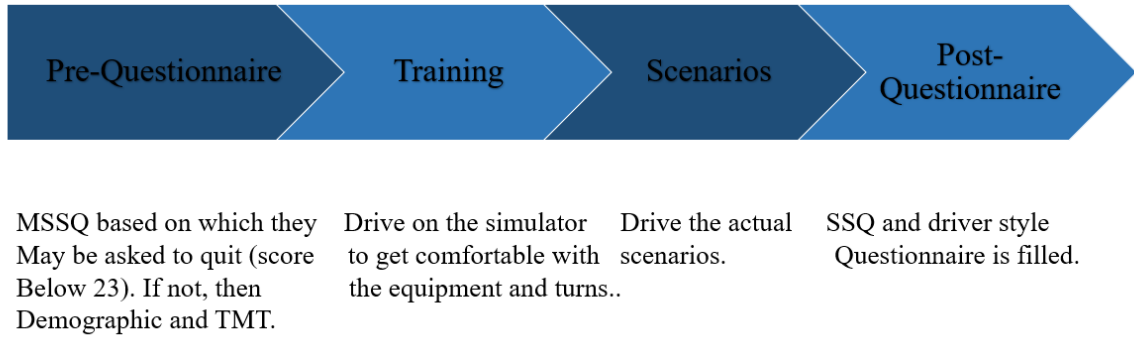 Pre-Questionnaire
Training
Scenarios
Post-
Questionnaire
MSSQ based on which they
May be asked to quit (score
Below 23). If not, then
Demographic and TMT.
Drive on the simulator
to get comfortable with
the equipment and turns..
Drive the actual
scenarios.
SSQ and driver style
Questionnaire is filled.